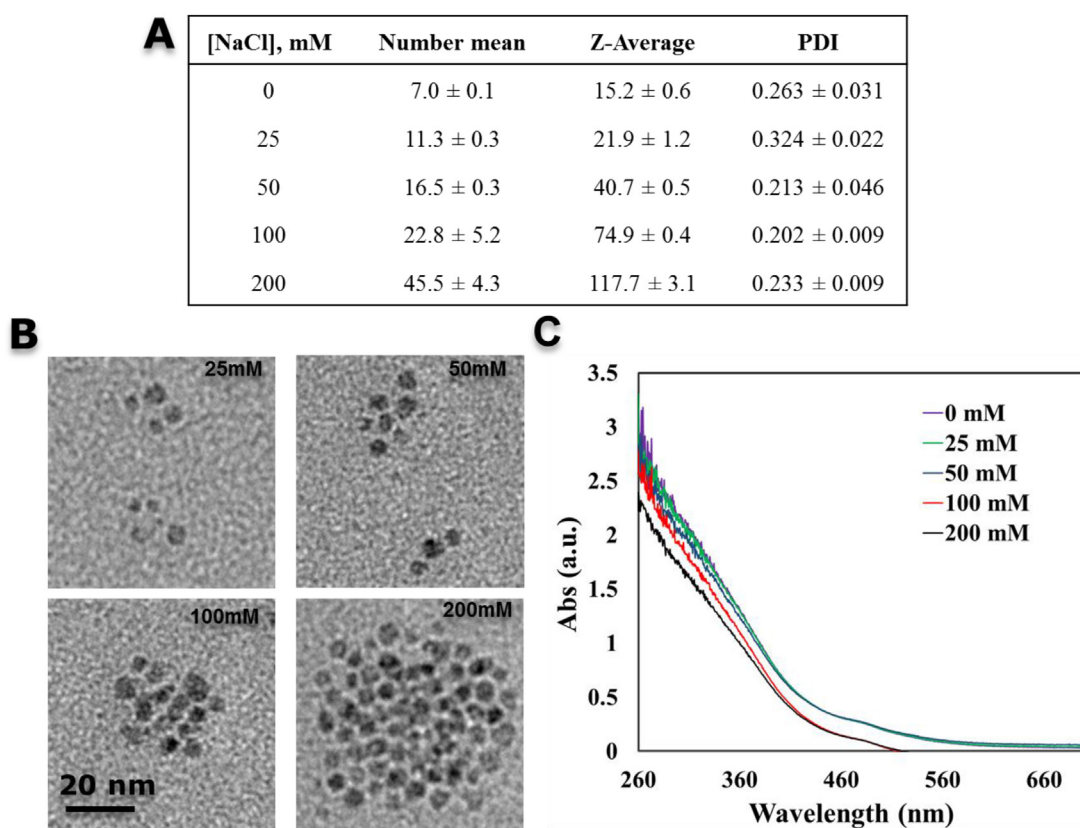 A
[NaCl], mM Number mean Z-Average PDI
0 7.0 ± 0.1 15.2 ± 0.6 0.263 ± 0.031
25 11.3 ± 0.3 21.9 ± 1.2 0.324 ± 0.022
50 16.5 ± 0.3 40.7 ± 0.5 0.213 ± 0.046
100 22.8 ± 5.2 74.9 ± 0.4 0.202 ± 0.009
200 45.5 ± 4.3 117.7 ± 3.1 0.233 ± 0.009
B
25mM
50mM
100mM
200mM
20 nm
C
Abs (a.u.)
3.5
3
2.5
2
1.5
1
0.5
0
0 mM
25 mM
50 mM
100 mM
200 mM
260 360 460 560 660
Wavelength (nm)